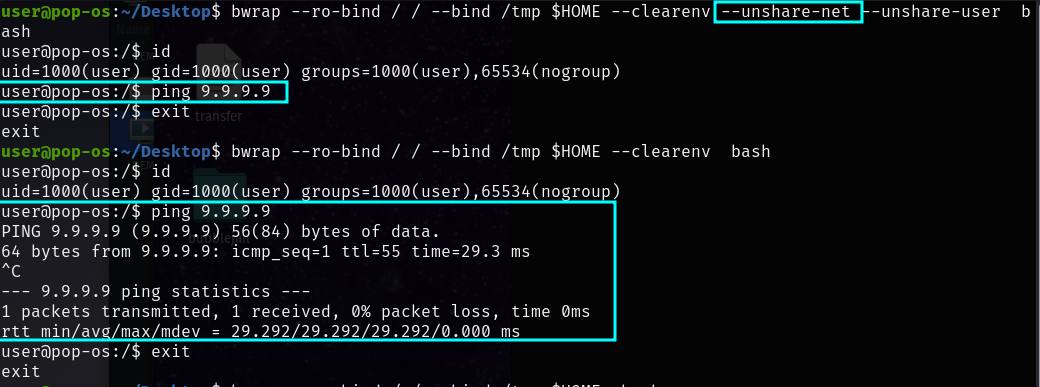 user@pop-os:~/Desktop$ bwrap --ro-bind / / --bind /tmp $HOME --clearenv --unshare-net --unshare-user  b
ash
user@pop-os:/$ id
uid=1000(user) gid=1000(user) groups=1000(user),65534(nogroup)
user@pop-os:/$ ping 9.9.9.9
user@pop-os:/$ exit
exit
transfer
user@pop-os:~/Desktop$ bwrap --ro-bind / / --bind /tmp $HOME --clearenv  bash
user@pop-os:/$ id
uid=1000(user) gid=1000(user) groups=1000(user),65534(nogroup)
user@pop-os:/$ ping 9.9.9.9
PING 9.9.9.9 (9.9.9.9) 56(84) bytes of data.
64 bytes from 9.9.9.9: icmp_seq=1 ttl=55 time=29.3 ms
^C
--- 9.9.9.9 ping statistics ---
1 packets transmitted, 1 received, 0% packet loss, time 0ms
rtt min/avg/max/mdev = 29.292/29.292/29.292/0.000 ms
user@pop-os:/$ exit
exit